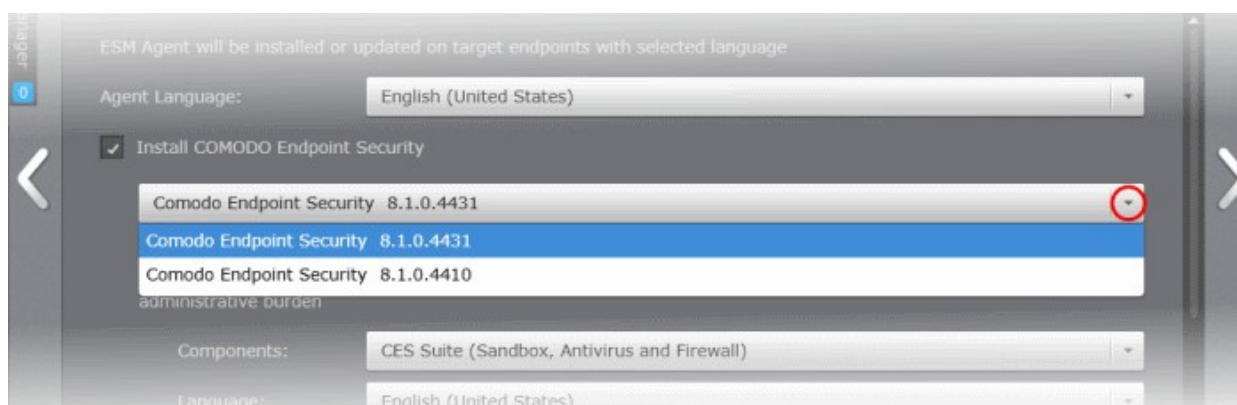 anager
0
ESM Agent will be installed or updated on target endpoints with selected language
Agent Language: English (United States)
Install COMODO Endpoint Security
Comodo Endpoint Security 8.1.0.4431
Comodo Endpoint Security 8.1.0.4431
Comodo Endpoint Security 8.1.0.4410
administrative burden
Components: CES Suite (Sandbox, Antivirus and Firewall)
Language: English (United States)